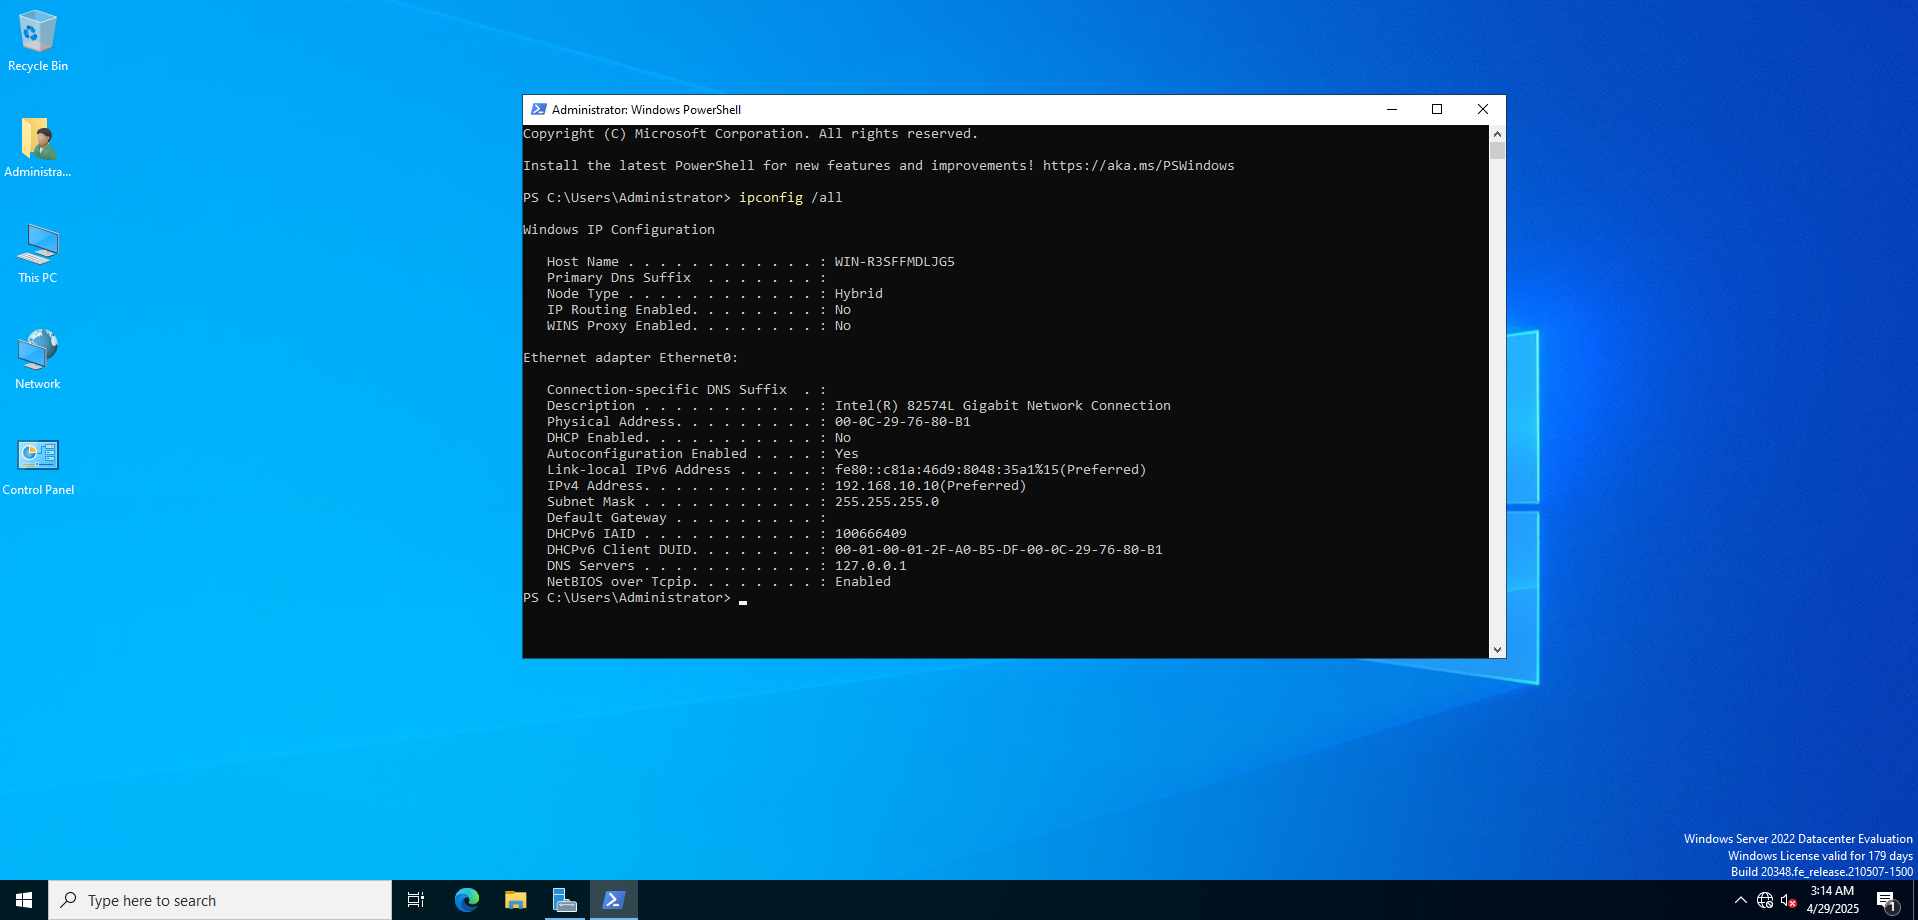 Recycle Bin
Administra...
This PC
Network
Control Panel
Administrator: Windows PowerShell
Copyright (C) Microsoft Corporation. All rights reserved.
Install the latest PowerShell for new features and improvements! https://aka.ms/PSWindows
PS C:\Users\Administrator> ipconfig /all
Windows IP Configuration
Host Name . . . . . . . . . . . . : WIN-R3SFFMDLJG5
Primary Dns Suffix  . . . . . . . :
Node Type . . . . . . . . . . . . : Hybrid
IP Routing Enabled. . . . . . . . : No
WINS Proxy Enabled. . . . . . . . : No
Ethernet adapter Ethernet0:
Connection-specific DNS Suffix  . :
Description . . . . . . . . . . . : Intel(R) 82574L Gigabit Network Connection
Physical Address. . . . . . . . . : 00-0C-29-76-80-B1
DHCP Enabled. . . . . . . . . . . : No
Autoconfiguration Enabled . . . . : Yes
Link-local IPv6 Address . . . . . : fe80::c81a:46d9:8048:35a1%15(Preferred)
IPv4 Address. . . . . . . . . . . : 192.168.10.10(Preferred)
Subnet Mask . . . . . . . . . . . : 255.255.255.0
Default Gateway . . . . . . . . . :
DHCPv6 IAID . . . . . . . . . . . : 100666409
DHCPv6 Client DUID. . . . . . . . : 00-01-00-01-2F-A0-B5-DF-00-0C-29-76-80-B1
DNS Servers . . . . . . . . . . . : 127.0.0.1
NetBIOS over Tcpip. . . . . . . . : Enabled
PS C:\Users\Administrator>
Windows Server 2022 Datacenter Evaluation
Windows License valid for 179 days
Build 20348.fe_release.210507-1500
Type here to search
3:14 AM
4/29/2025
1